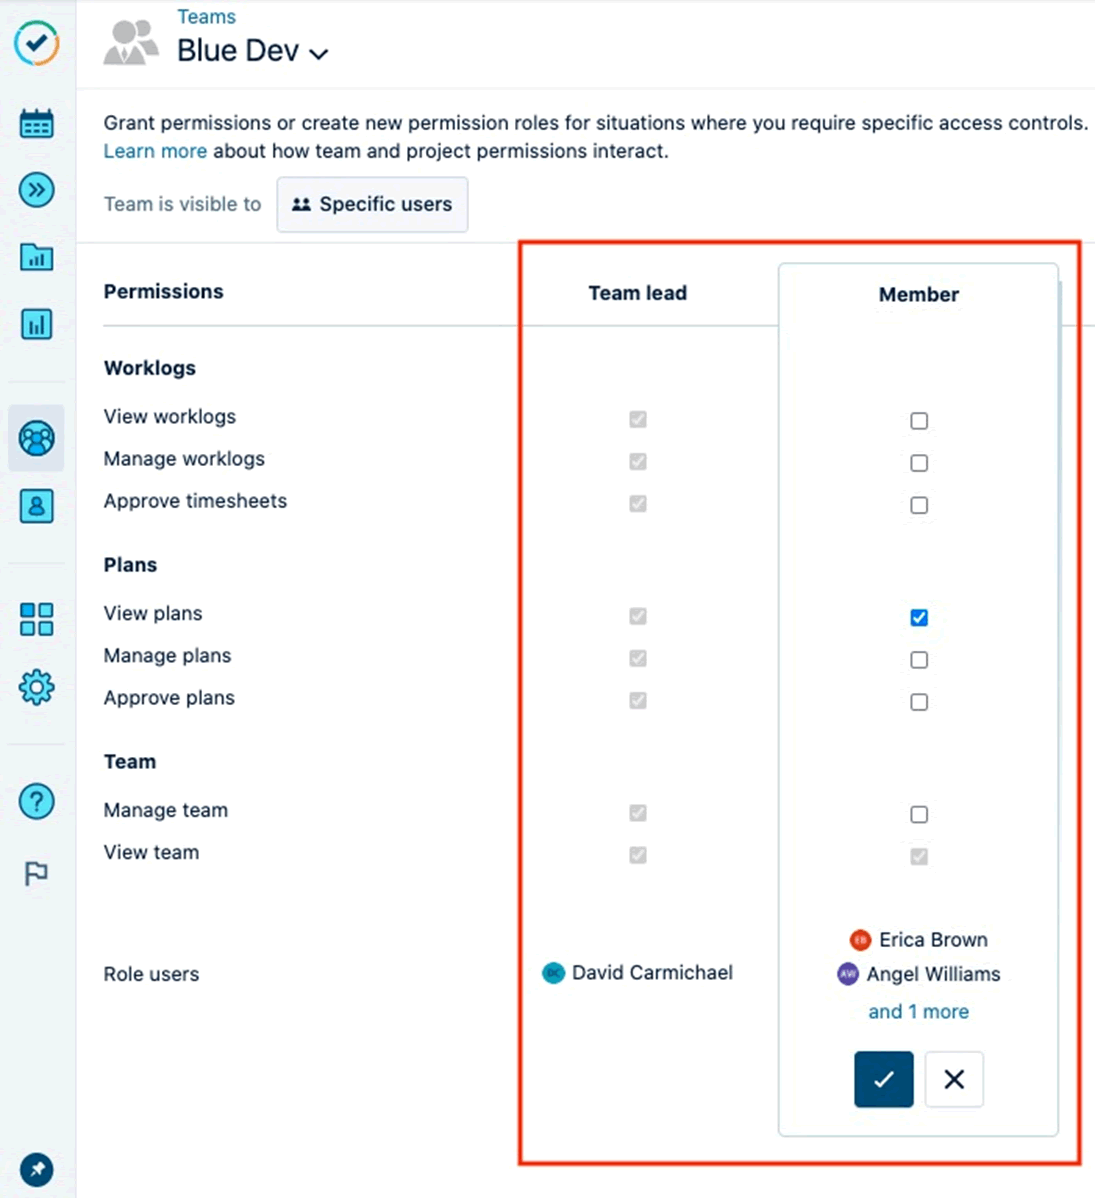 Teams
Blue Dev
Grant permissions or create new permission roles for situations where you require specific access controls.
Learn more about how team and project permissions interact.
Team is visible to Specific users
Permissions Team lead Member
Worklogs
View worklogs
Manage worklogs
Approve timesheets
Plans
View plans
Manage plans
Approve plans
Team
Manage team
View team
EB Erica Brown
Role users DC David Carmichael AW Angel Williams
and 1 more